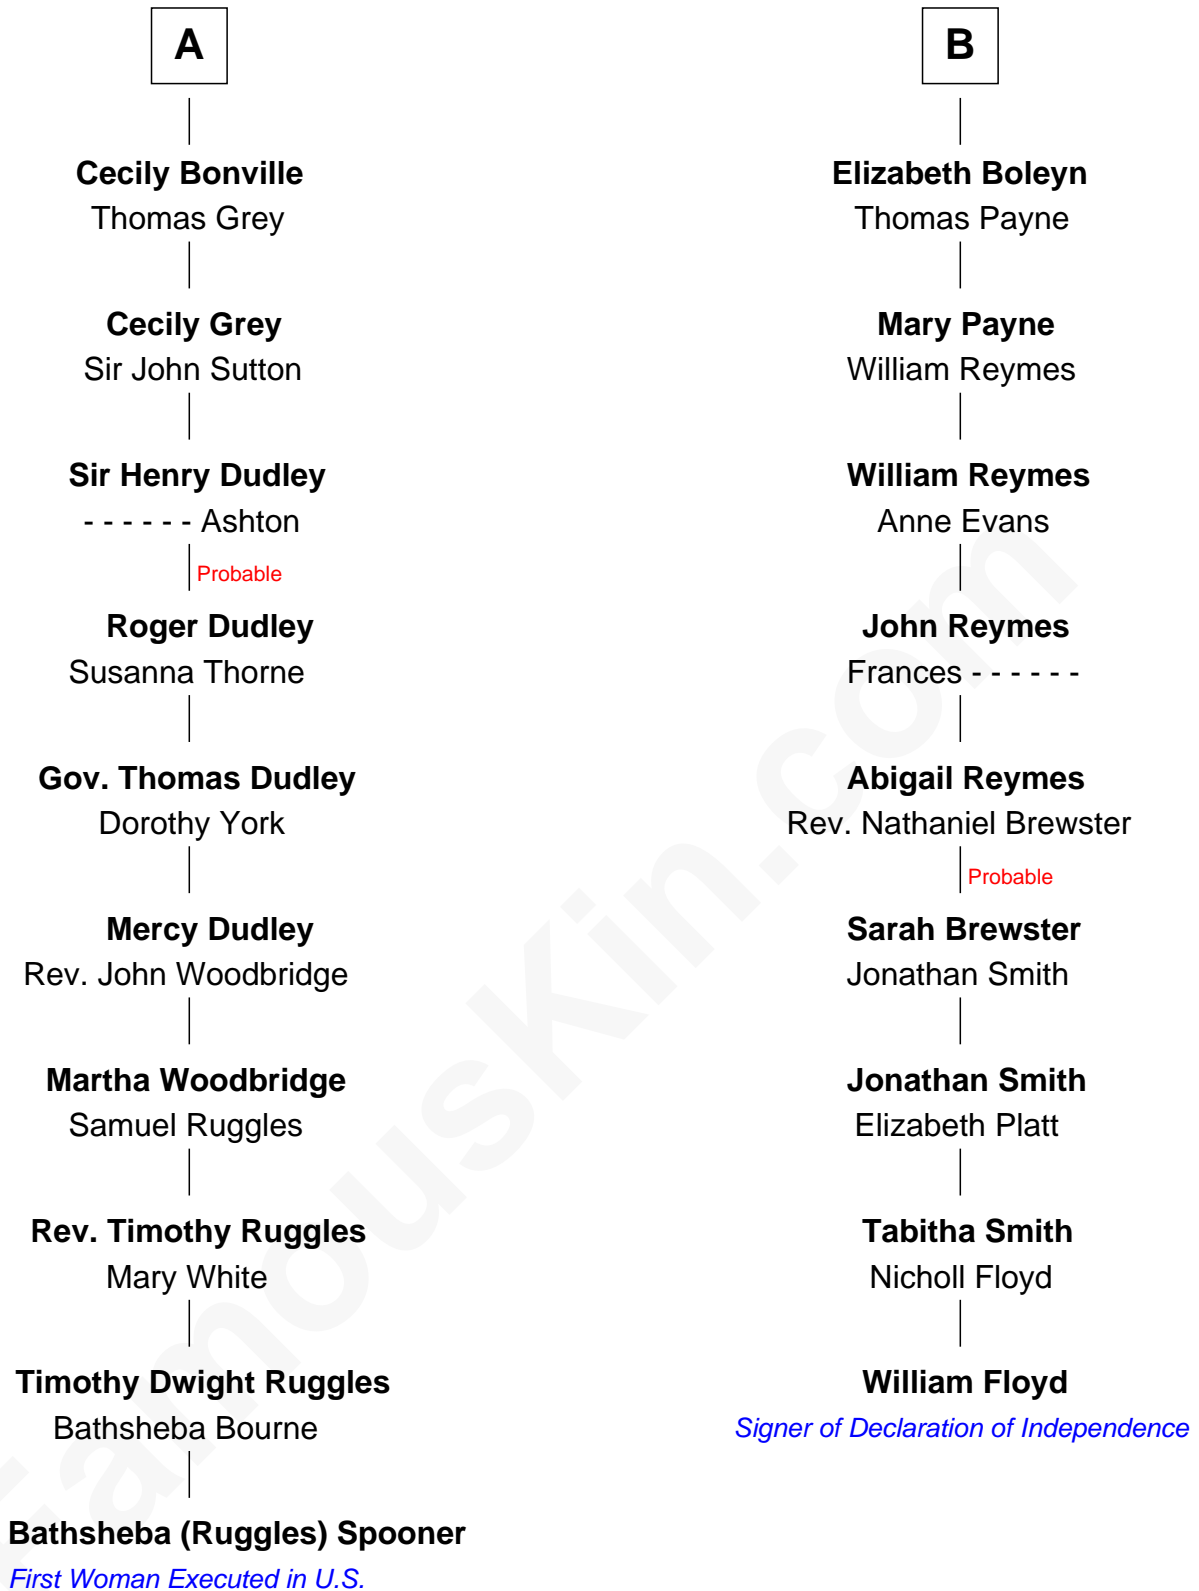 A
Cecily Bonville
Thomas Grey
Cecily Grey
Sir John Sutton
Sir Henry Dudley
- - - - - - Ashton
Probable
Roger Dudley
Susanna Thorne
Gov. Thomas Dudley
Dorothy York
Mercy Dudley
Rev. John Woodbridge
Martha Woodbridge
Samuel Ruggles
Rev. Timothy Ruggles
Mary White
Timothy Dwight Ruggles
Bathsheba Bourne
Bathsheba (Ruggles) Spooner
First Woman Executed in U.S.
B
Elizabeth Boleyn
Thomas Payne
Mary Payne
William Reymes
William Reymes
Anne Evans
John Reymes
Frances - - - - - -
Abigail Reymes
Rev. Nathaniel Brewster
Probable
Sarah Brewster
Jonathan Smith
Jonathan Smith
Elizabeth Platt
Tabitha Smith
Nicholl Floyd
William Floyd
Signer of Declaration of Independence
FamousKin.com